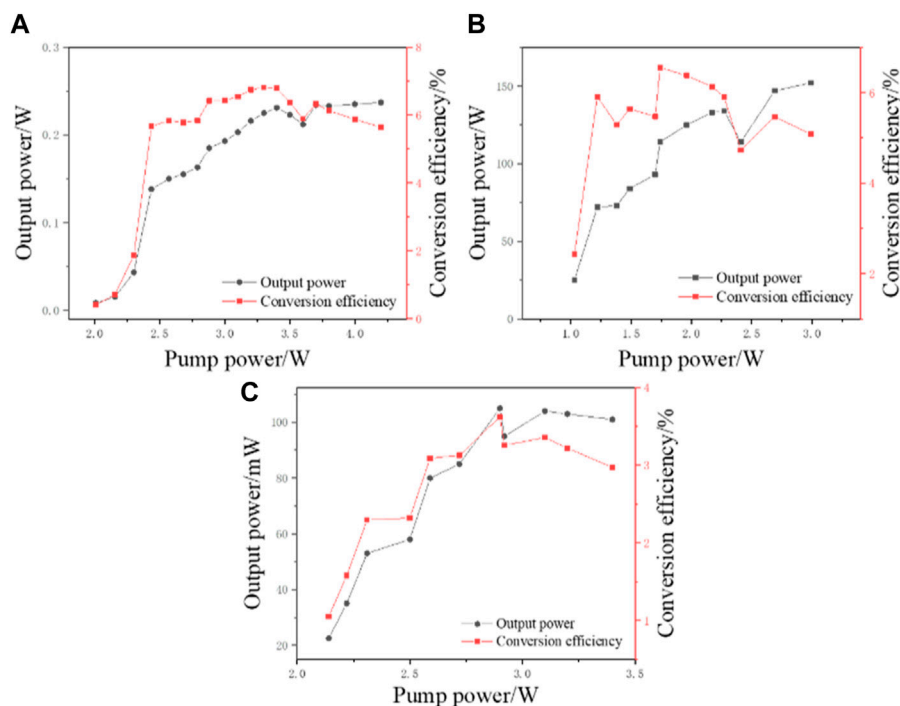 A
Output power/W
0.3
0.2
0.1
0.0
8
6
4
2
0
Conversion efficiency/%
Output power
Conversion efficiency
2.0 2.5 3.0 3.5 4.0
Pump power/W
B
Output power/W
150
100
50
0
6
4
2
Conversion efficiency/%
Output power
Conversion efficiency
1.0 1.5 2.0 2.5 3.0
Pump power/W
C
Output power/mW
100
80
60
40
20
4
3
2
1
Conversion efficiency/%
Output power
Conversion efficiency
2.0 2.5 3.0 3.5
Pump power/W